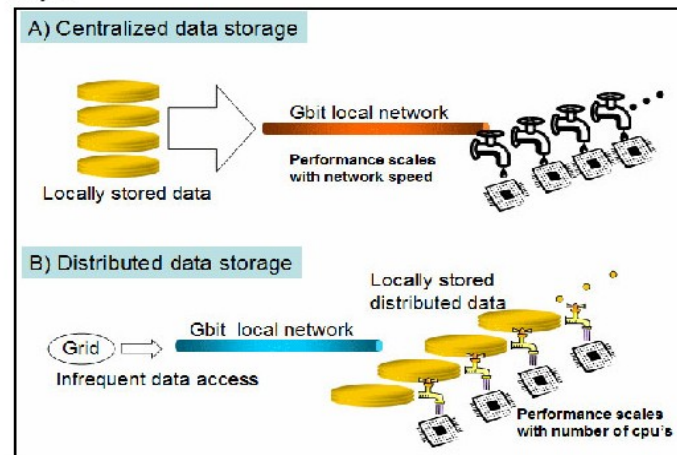 A) Centralized data storage
Gbit local network
Performance scales
with network speed
Locally stored data
B) Distributed data storage
Locally stored
distributed data
Gbit local network
Grid
Infrequent data access
Performance scales
with number of cpu's